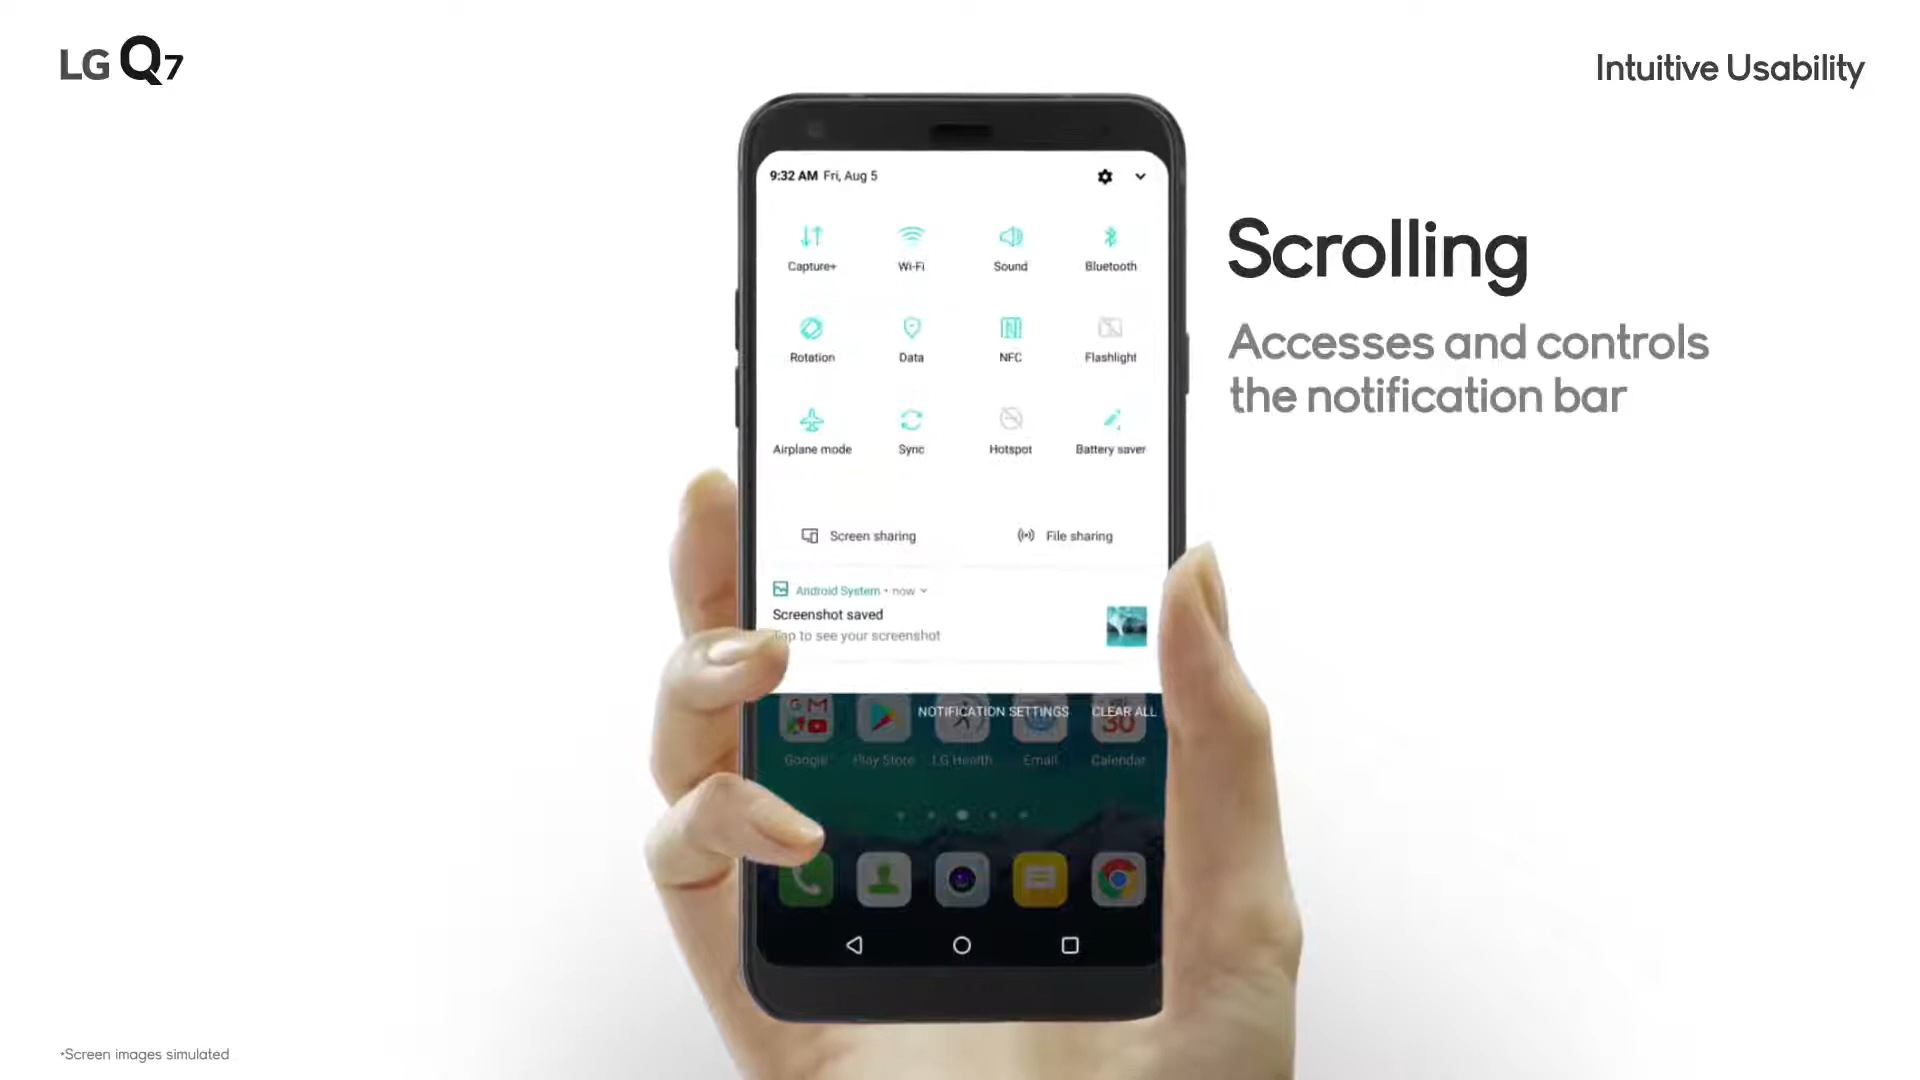 LG Q7
Intuitive Usability
9:32 AM Fri, Aug 5
Capture+ Wi-Fi Sound Bluetooth
Rotation Data NFC Flashlight
Airplane mode Sync Hotspot Battery saver
Screen sharing File sharing
Android System • now
Screenshot saved
Tap to see your screenshot
NOTIFICATION SETTINGS CLEAR ALL
30
Google Play Store LG Health Email Calendar
Scrolling
Accesses and controls
the notification bar
*Screen images simulated